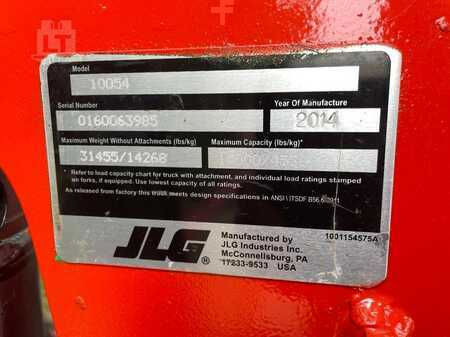 Model
10054
Serial Number
0160063985
Year Of Manufacture
2014
Maximum Weight Without Attachments (lbs/kg)
31455/14268
Maximum Capacity (lbs/kg)*
* Refer to load capacity chart for truck with attachment, and individual load ratings stamped
on forks, if equipped. Use lowest capacity of all ratings.
As released from factory this truck meets design specifications in ANSI\ITSDF B56.6-2011
JLG®
Manufactured by
JLG Industries Inc.
McConnellsburg, PA
17233-9533 USA
1001154575A